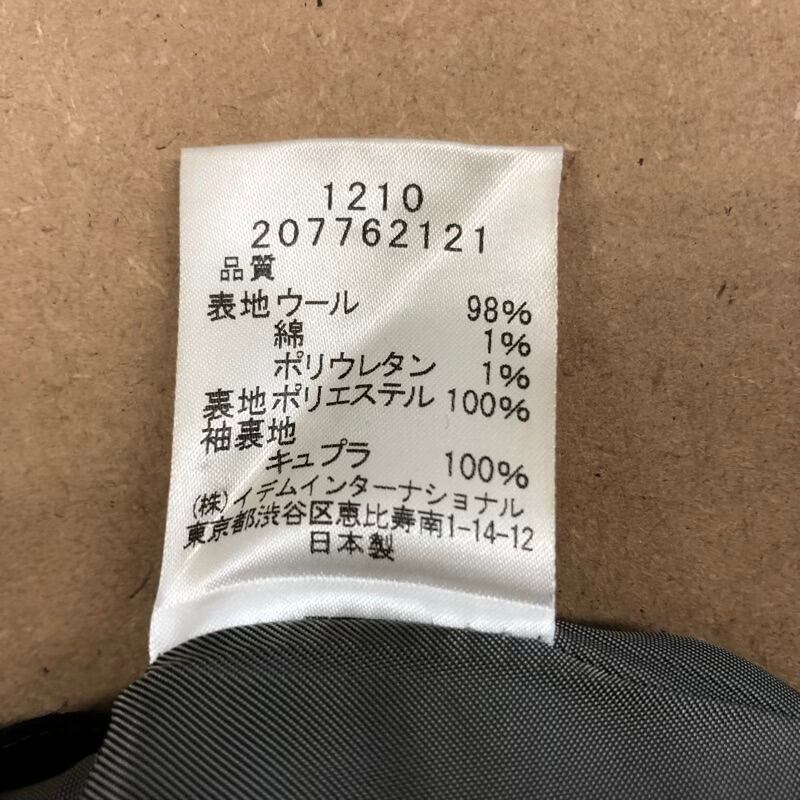 1210
207762121
品質
表地ウール 98%
綿 1%
ポリウレタン 1%
裏地ポリエステル 100%
袖裏地
キュプラ 100%
(株)イデムインターナショナル
東京都渋谷区恵比寿南1-14-12
日本製